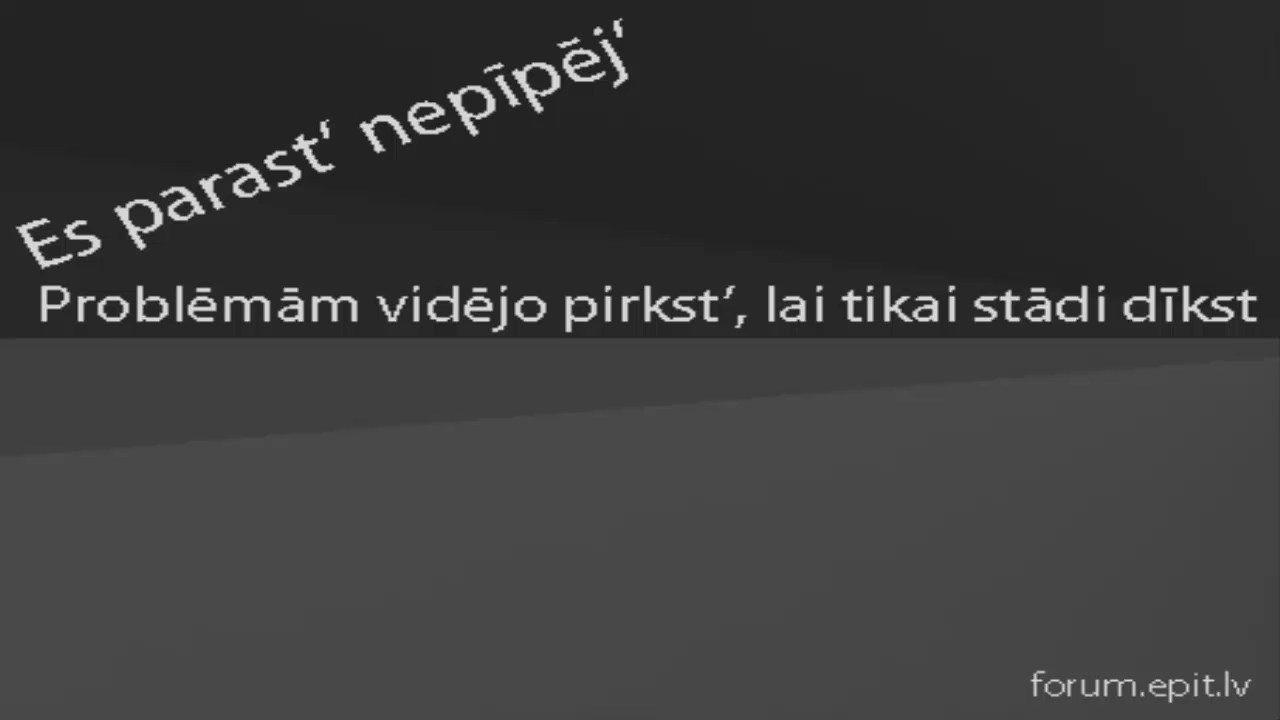 Es parast‘ nepīpēj‘
Problēmām vidējo pirkst‘, lai tikai stādi dīkst
forum.epit.lv